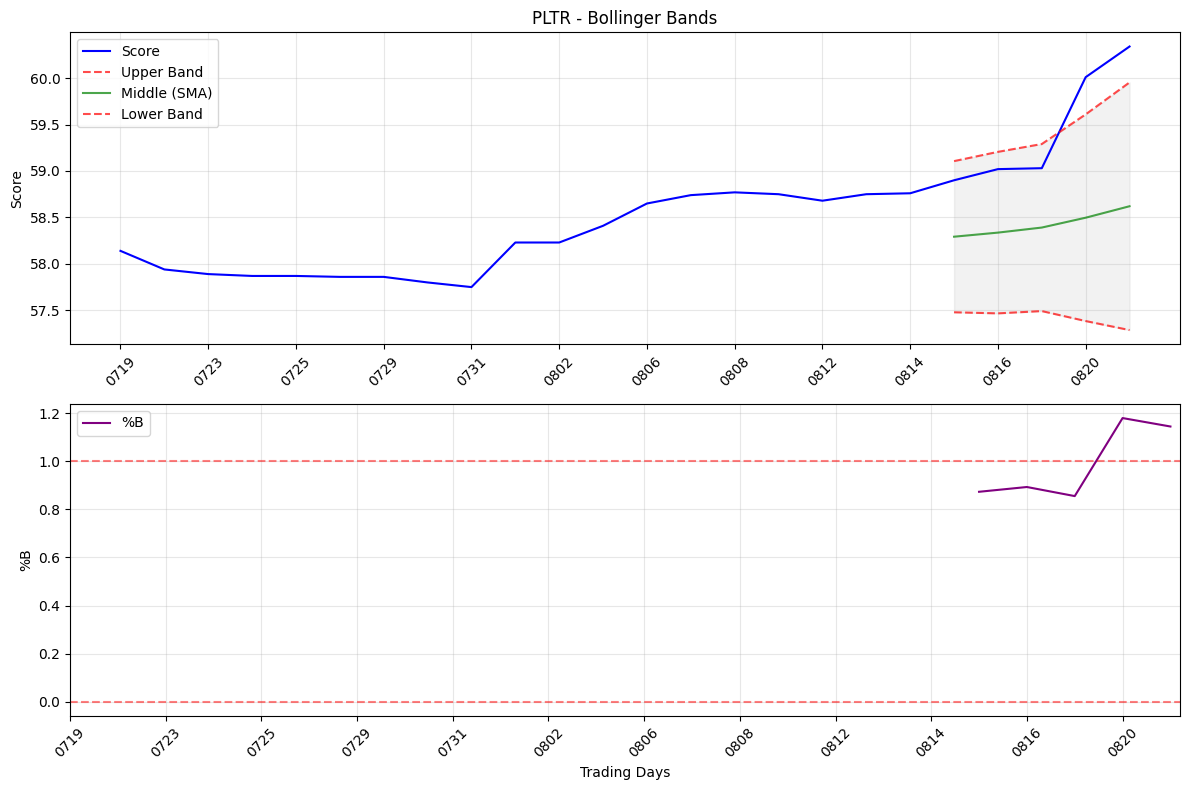 PLTR - Bollinger Bands
Score
Upper Band
Middle (SMA)
Lower Band
Score
60.0
59.5
59.0
58.5
58.0
57.5
0719 0723 0725 0729 0731 0802 0806 0808 0812 0814 0816 0820
%B
%B
1.2
1.0
0.8
0.6
0.4
0.2
0.0
0719 0723 0725 0729 0731 0802 0806 0808 0812 0814 0816 0820
Trading Days